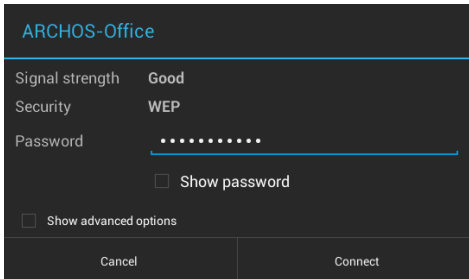 ARCHOS-Office
Signal strength Good
Security WEP
Password •••••••••••
Show password
Show advanced options
Cancel Connect